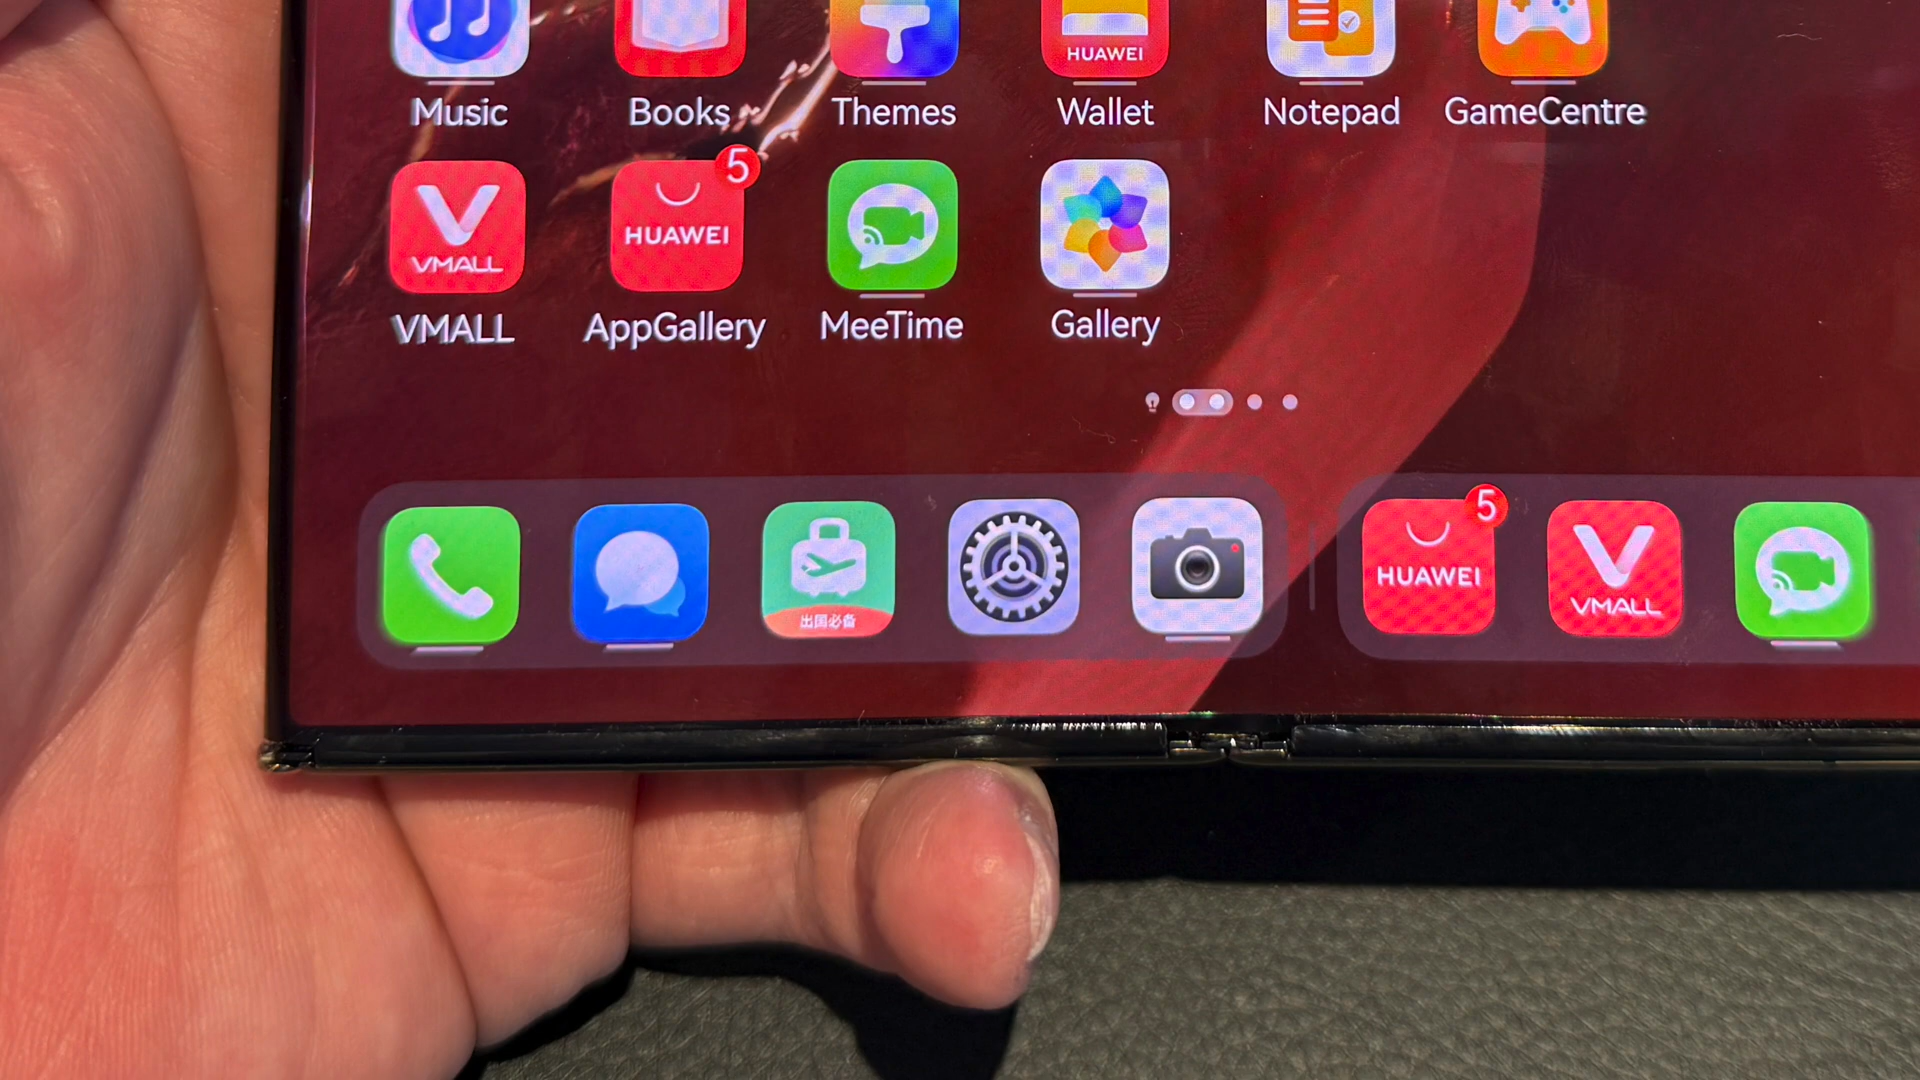 HUAWEI
Music
Books
Themes
Wallet
Notepad
GameCentre
VMALL
5
HUAWEI
VMALL
AppGallery
MeeTime
Gallery
出国必备
5
HUAWEI
VMALL